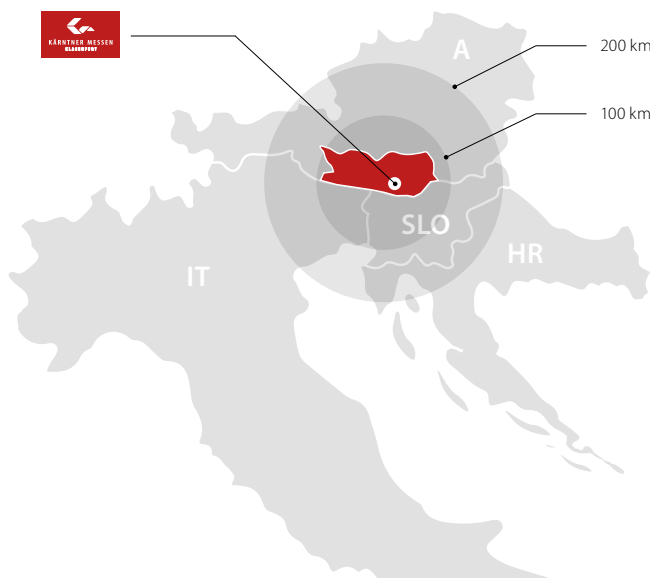 KÄRNTNER MESSEN
KLAGENFURT
A
200 km
100 km
SLO
HR
IT